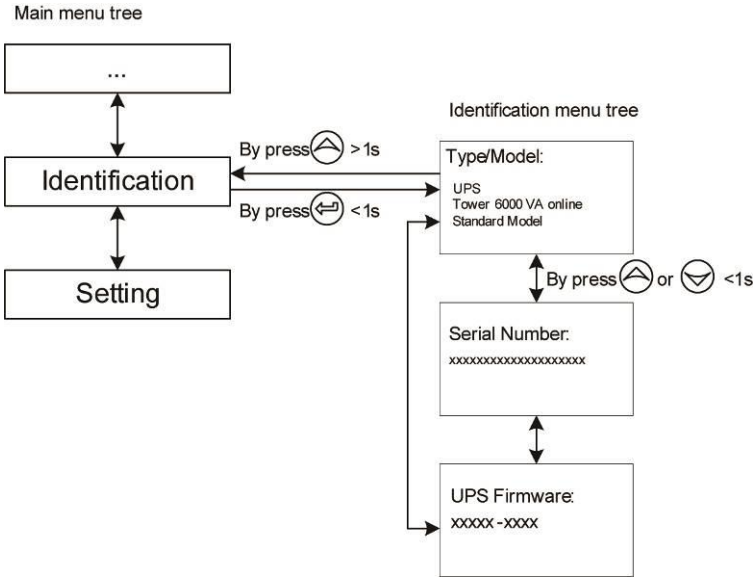 Main menu tree
...
Identification
Setting
By press >1s
By press <1s
Identification menu tree
Type/Model:
UPS
Tower 6000 VA online
Standard Model
By press or <1s
Serial Number:
xxxxxxxxxxxxxxxxxxxx
UPS Firmware:
xxxxx-xxxx